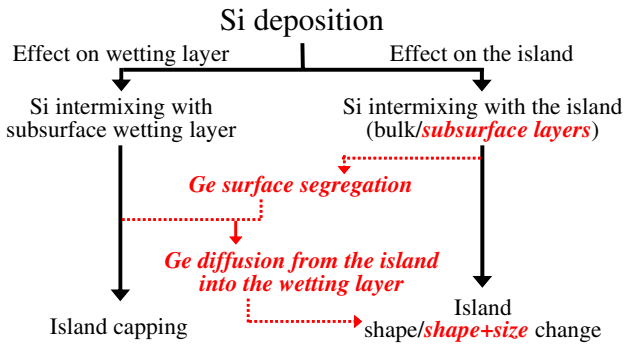 Si deposition
Effect on wetting layer
Effect on the island
Si intermixing with
subsurface wetting layer
Si intermixing with the island
(bulk/subsurface layers)
Ge surface segregation
Ge diffusion from the island
into the wetting layer
Island capping
Island
shape/shape+size change